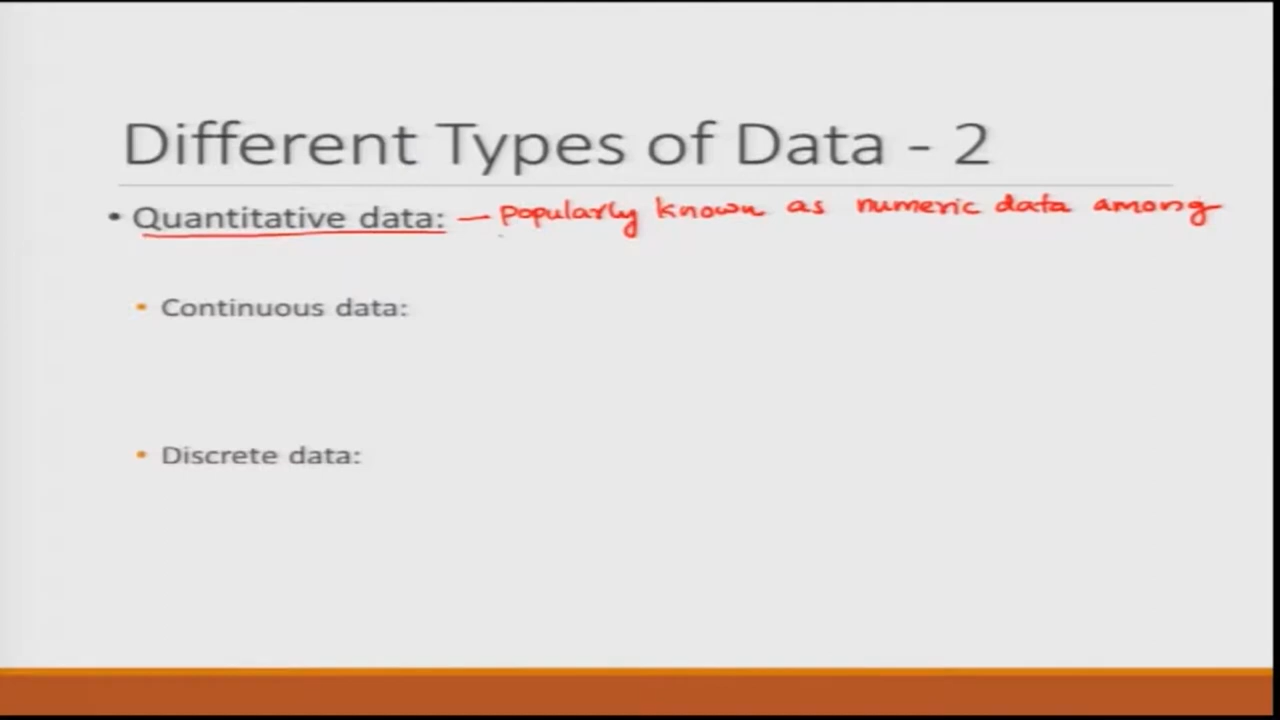 Different Types of Data - 2
• Quantitative data: — Popularly known as numeric data among
• Continuous data:
• Discrete data: